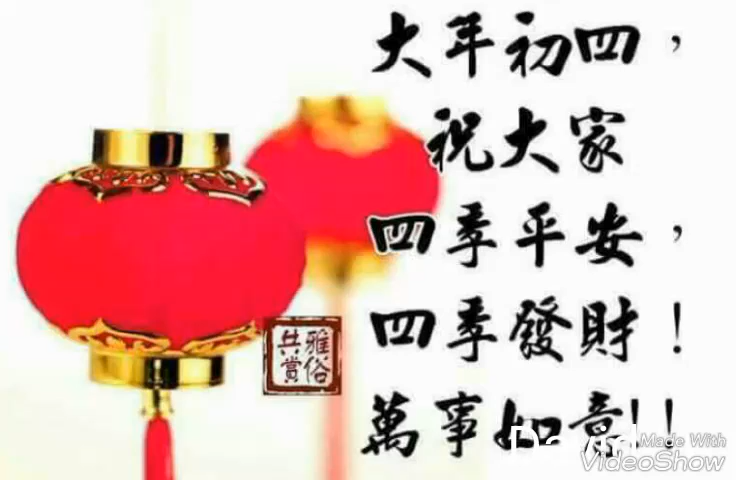 大年初四，
祝大家
四季平安，
四季發財！
萬事如意!！
雅俗
共賞
David
Made With
VideoShow